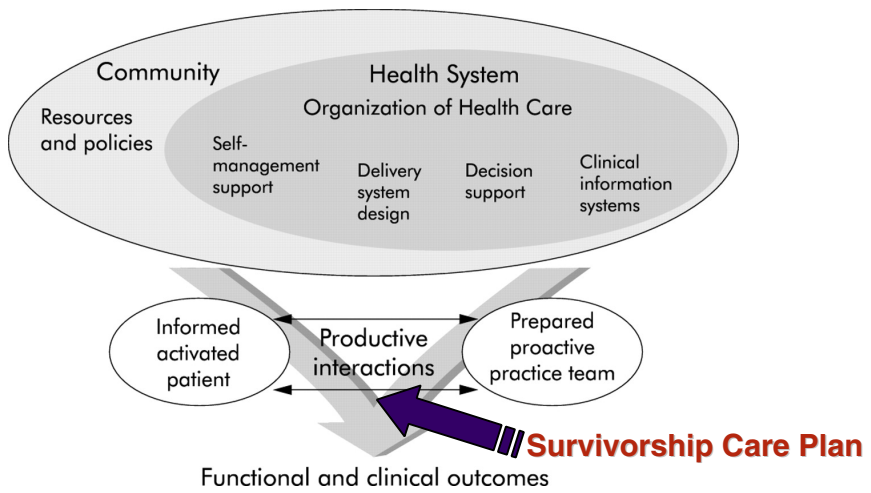 Community
Health System
Organization of Health Care
Resources
and policies
Self-
management
support
Delivery
system
design
Decision
support
Clinical
information
systems
Informed
activated
patient
Productive
interactions
Prepared
proactive
practice team
Survivorship Care Plan
Functional and clinical outcomes